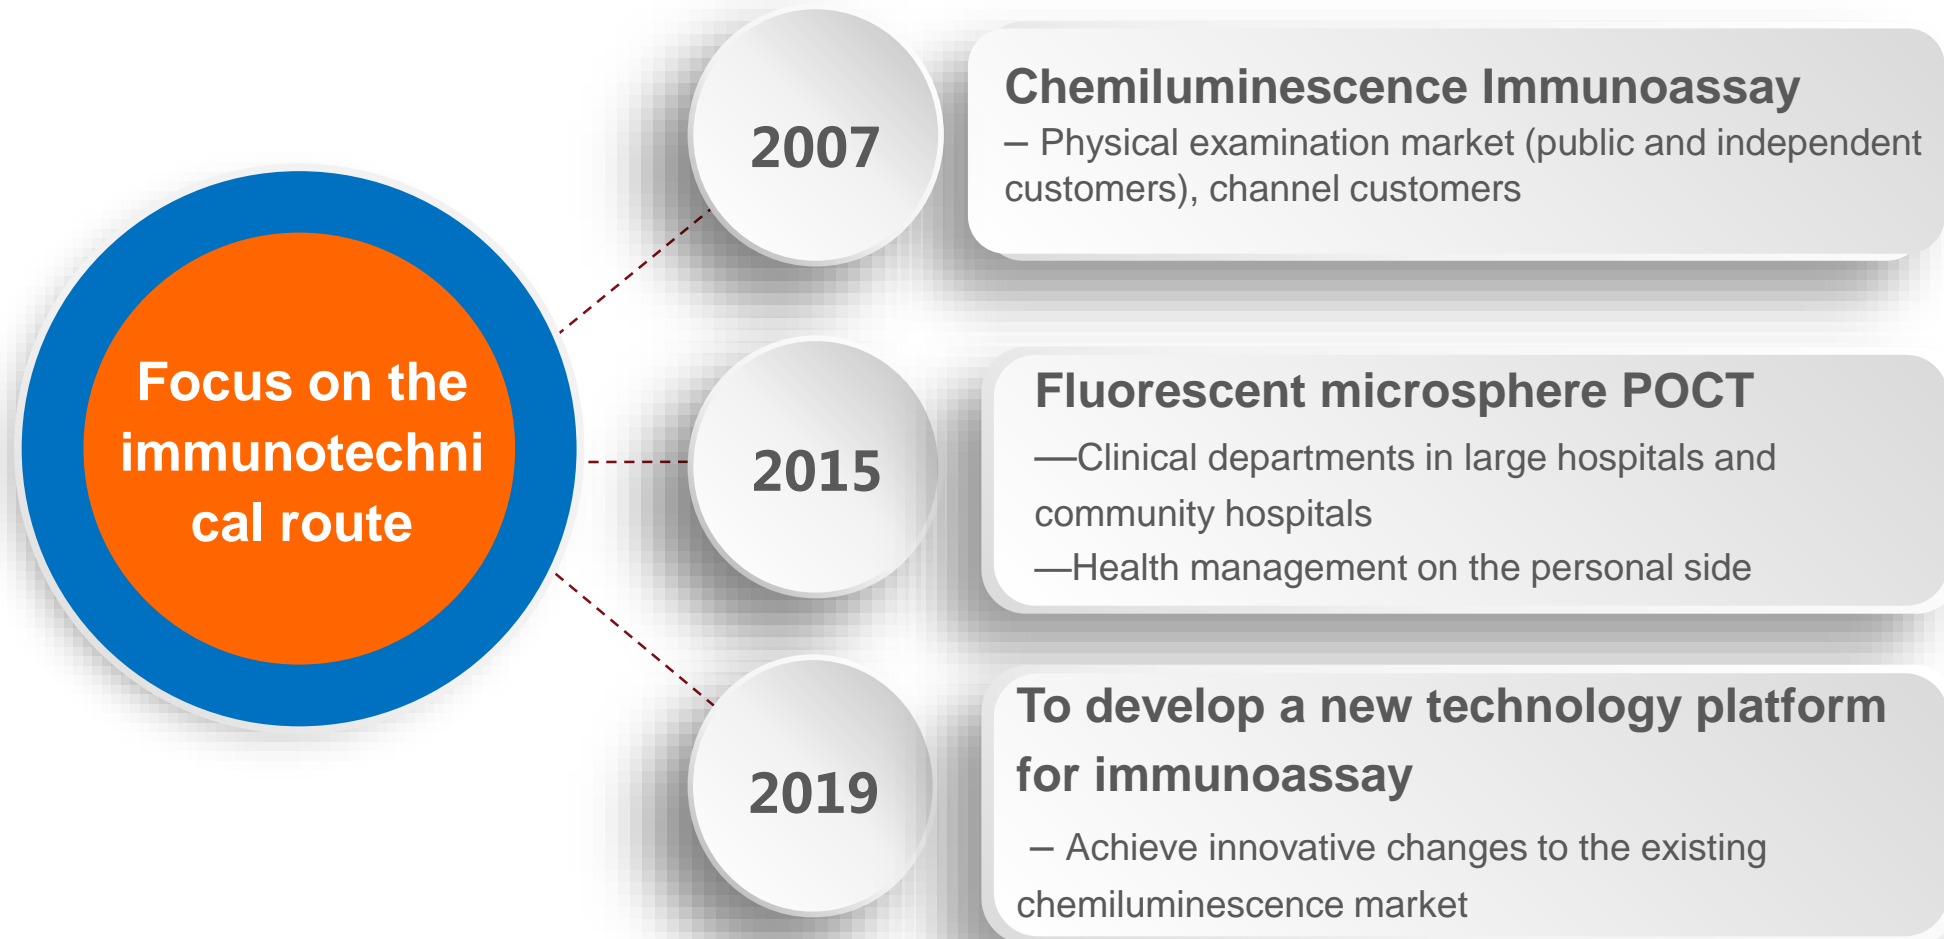 Focus on the
immunotechni
cal route
2007
Chemiluminescence Immunoassay
– Physical examination market (public and independent
customers), channel customers
2015
Fluorescent microsphere POCT
—Clinical departments in large hospitals and
community hospitals
—Health management on the personal side
2019
To develop a new technology platform
for immunoassay
– Achieve innovative changes to the existing
chemiluminescence market